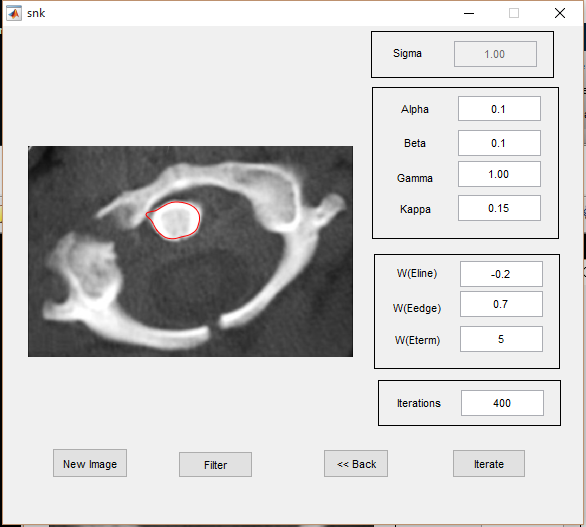 snk
Sigma 1.00
Alpha 0.1
Beta 0.1
Gamma 1.00
Kappa 0.15
W(Eline) -0.2
W(Eedge) 0.7
W(Eterm) 5
Iterations 400
New Image Filter << Back Iterate